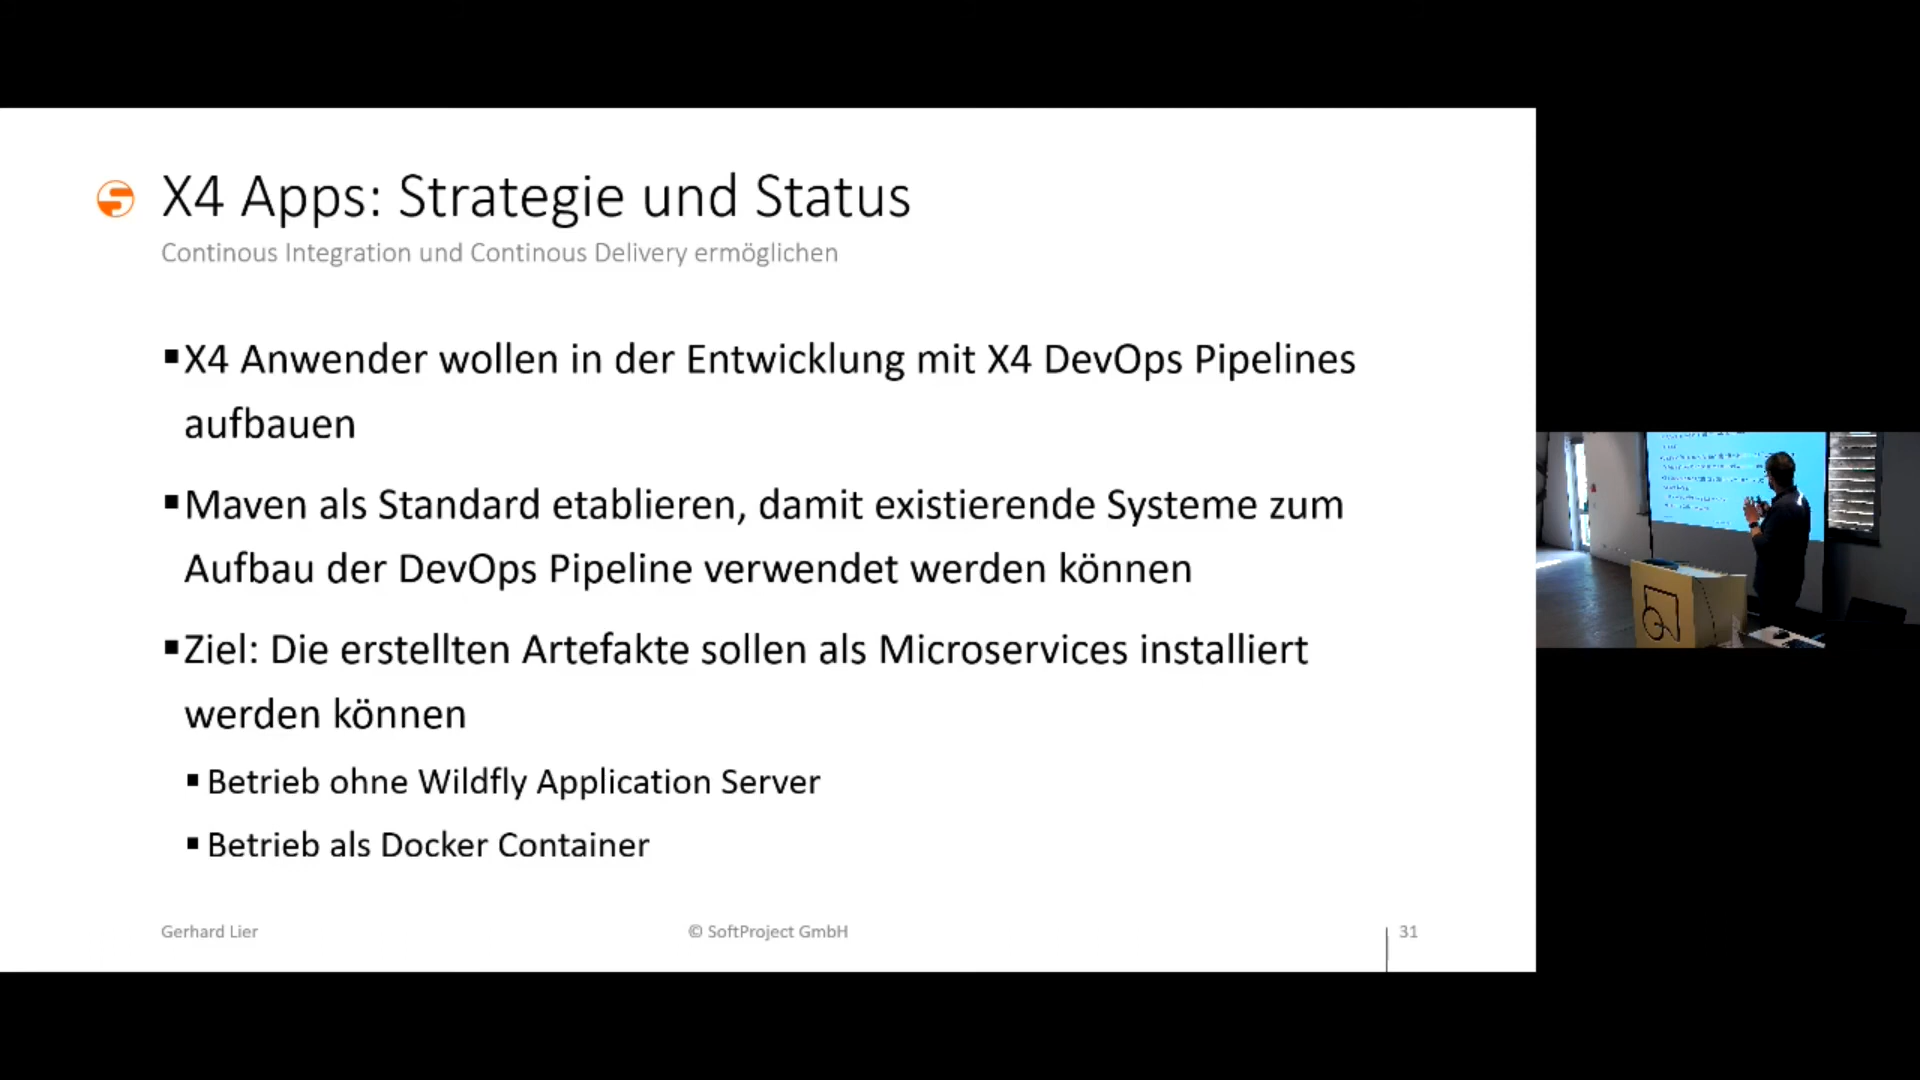 X4 Apps: Strategie und Status
Continous Integration und Continous Delivery ermöglichen
▪X4 Anwender wollen in der Entwicklung mit X4 DevOps Pipelines
aufbauen
▪Maven als Standard etablieren, damit existierende Systeme zum
Aufbau der DevOps Pipeline verwendet werden können
▪Ziel: Die erstellten Artefakte sollen als Microservices installiert
werden können
▪Betrieb ohne Wildfly Application Server
▪Betrieb als Docker Container
Gerhard Lier
© SoftProject GmbH
31